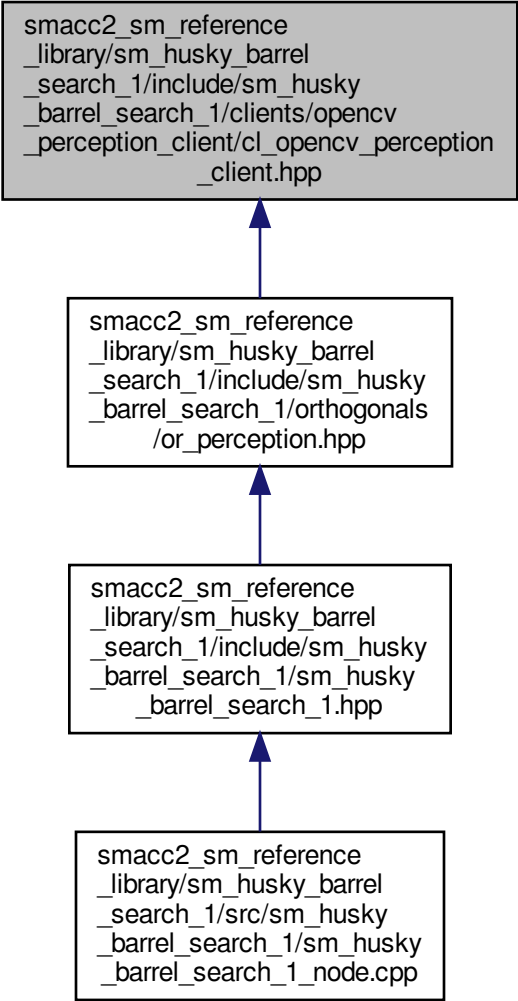 smacc2_sm_reference
_library/sm_husky_barrel
_search_1/include/sm_husky
_barrel_search_1/clients/opencv
_perception_client/cl_opencv_perception
_client.hpp
smacc2_sm_reference
_library/sm_husky_barrel
_search_1/include/sm_husky
_barrel_search_1/orthogonals
/or_perception.hpp
smacc2_sm_reference
_library/sm_husky_barrel
_search_1/include/sm_husky
_barrel_search_1/sm_husky
_barrel_search_1.hpp
smacc2_sm_reference
_library/sm_husky_barrel
_search_1/src/sm_husky
_barrel_search_1/sm_husky
_barrel_search_1_node.cpp